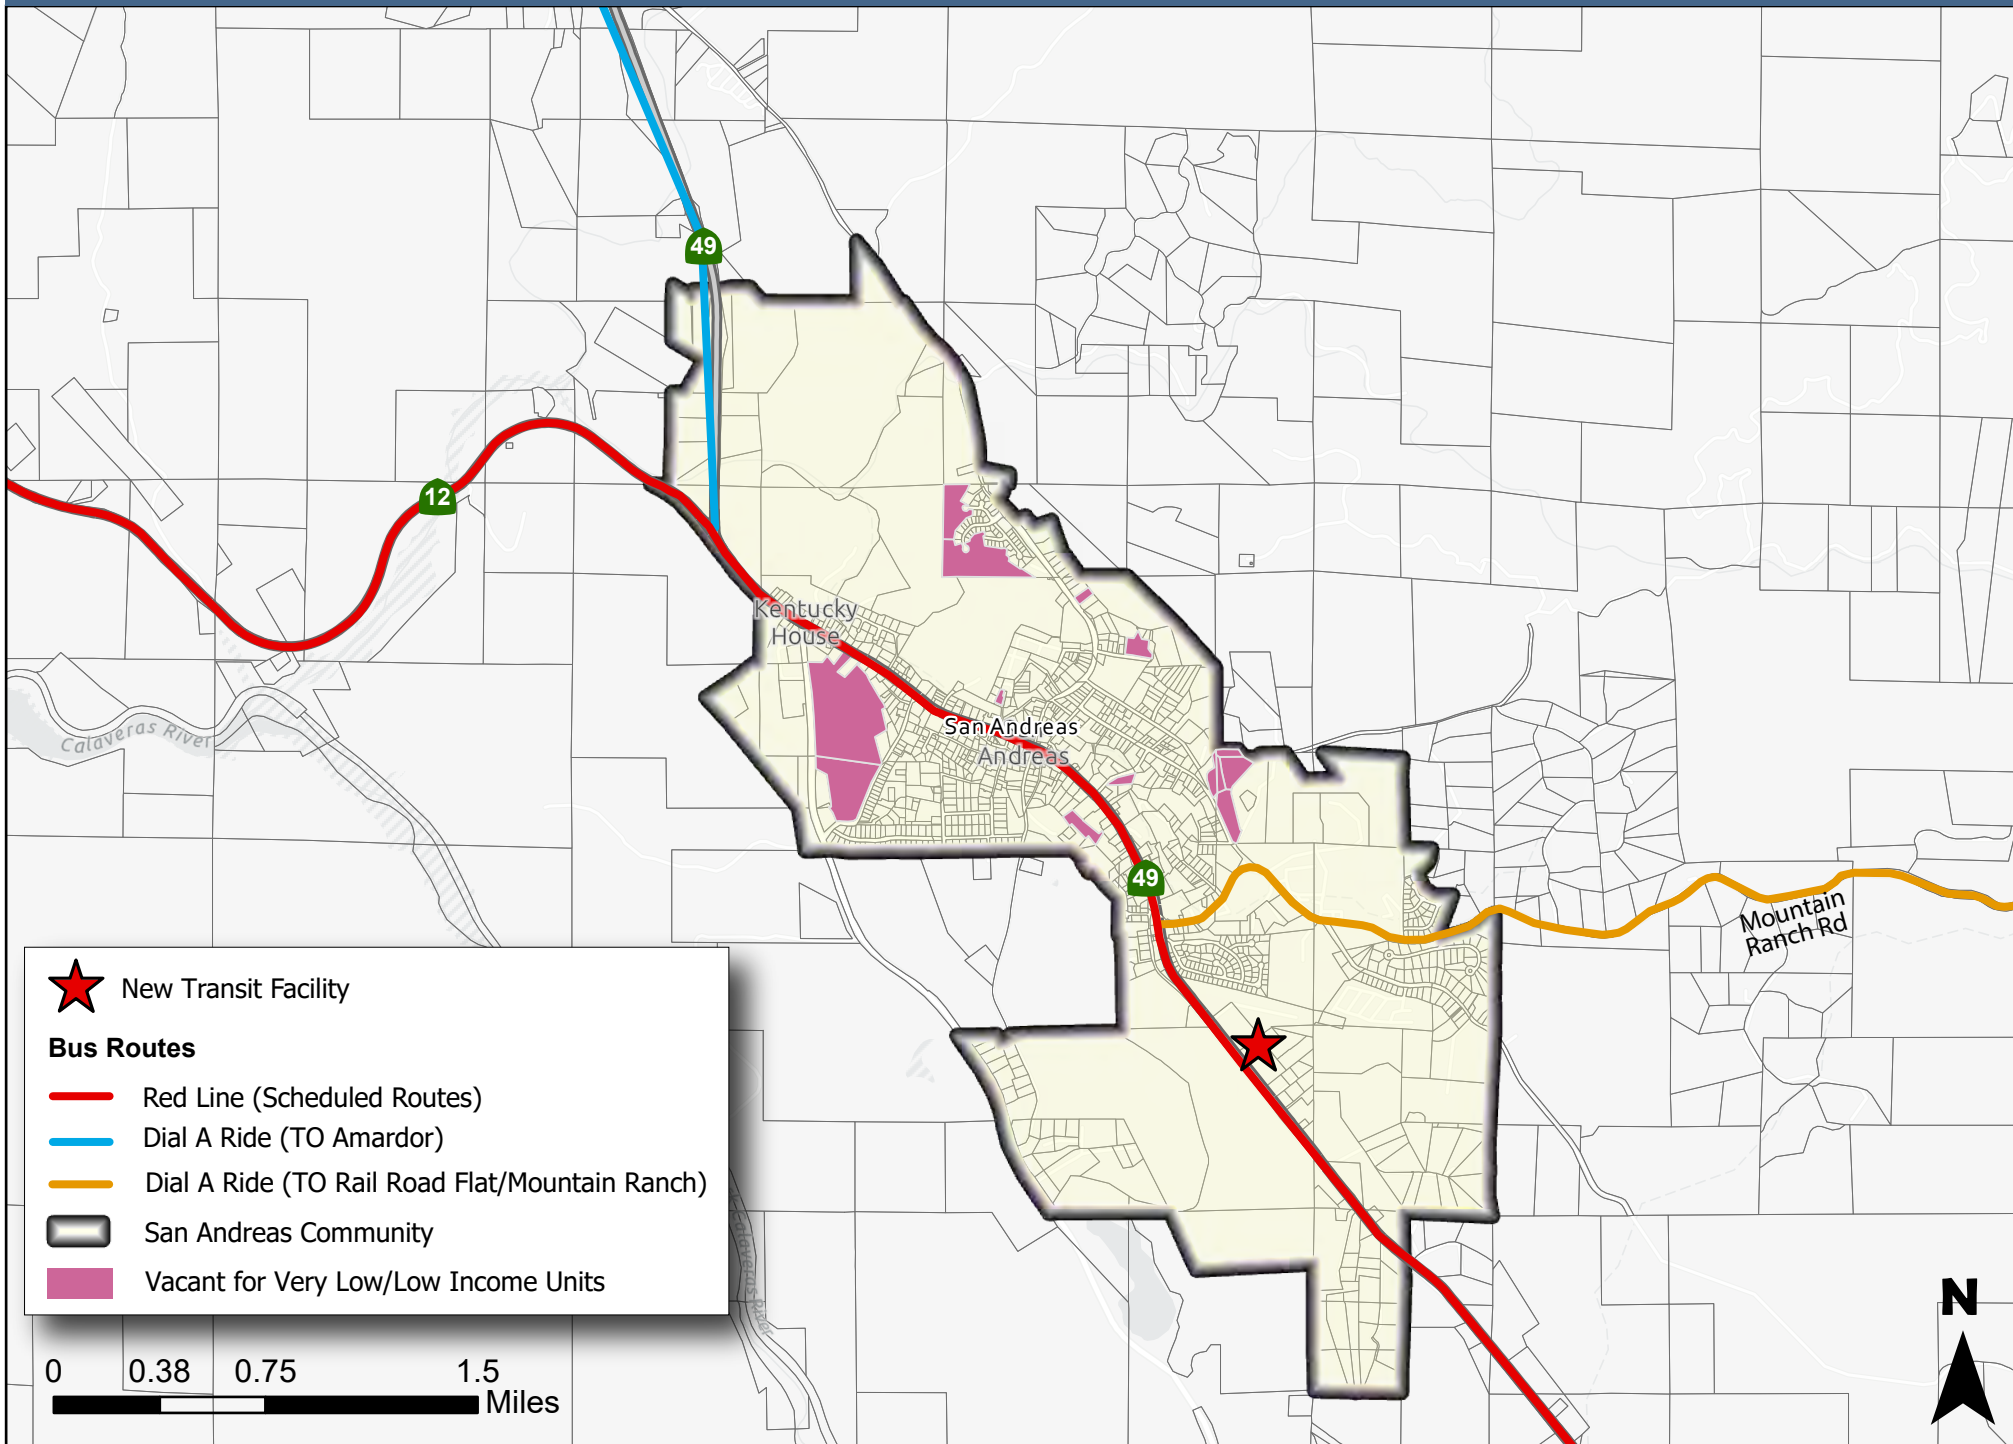 49
12
Kentucky
House
San Andreas
Andreas
Calaveras River
49
Mountain
Ranch Rd
New Transit Facility
Bus Routes
Red Line (Scheduled Routes)
Dial A Ride (TO Amardor)
Dial A Ride (TO Rail Road Flat/Mountain Ranch)
San Andreas Community
Vacant for Very Low/Low Income Units
Calaveras River
N
0 0.38 0.75 1.5
Miles